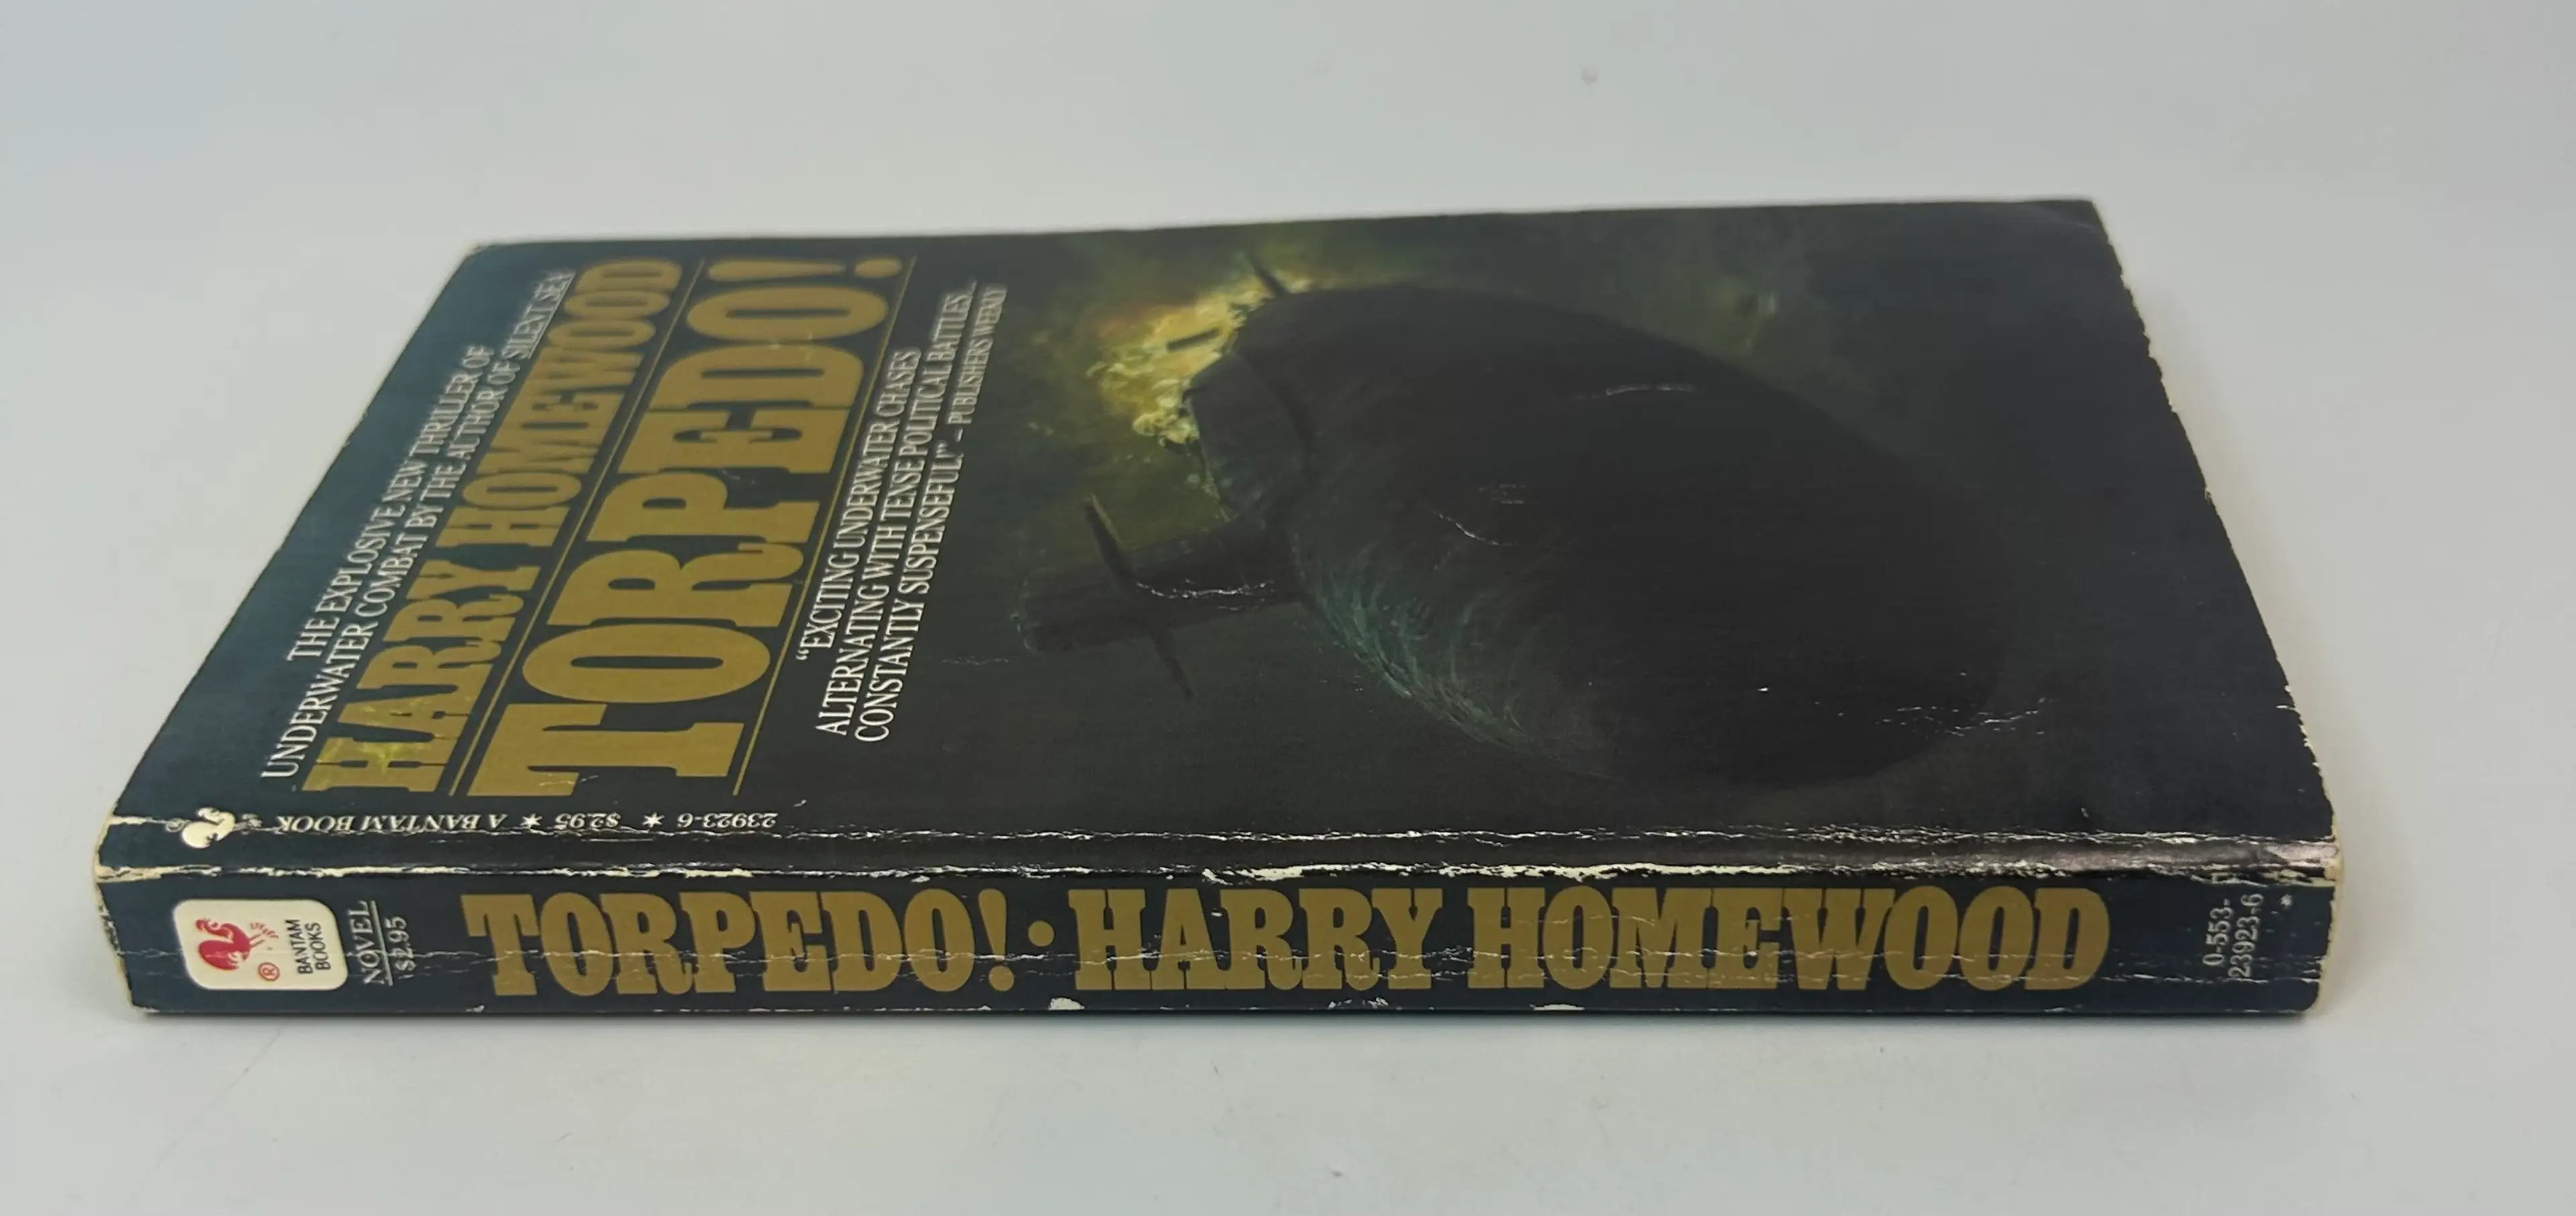 THE EXPLOSIVE NEW THRILLER OF
UNDERWATER COMBAT BY THE AUTHOR OF SILENT SEA
HARRY HOMEWOOD
TORPEDO!
“EXCITING UNDERWATER CHASES
ALTERNATING WITH TENSE POLITICAL BATTLES...
CONSTANTLY SUSPENSEFUL!” – PUBLISHERS WEEKLY
23923-6 ★ $2.95 ★ A BANTAM BOOK
®
BANTAM
BOOKS
NOVEL
$2.95
TORPEDO! • HARRY HOMEWOOD
0-553-
23923-6